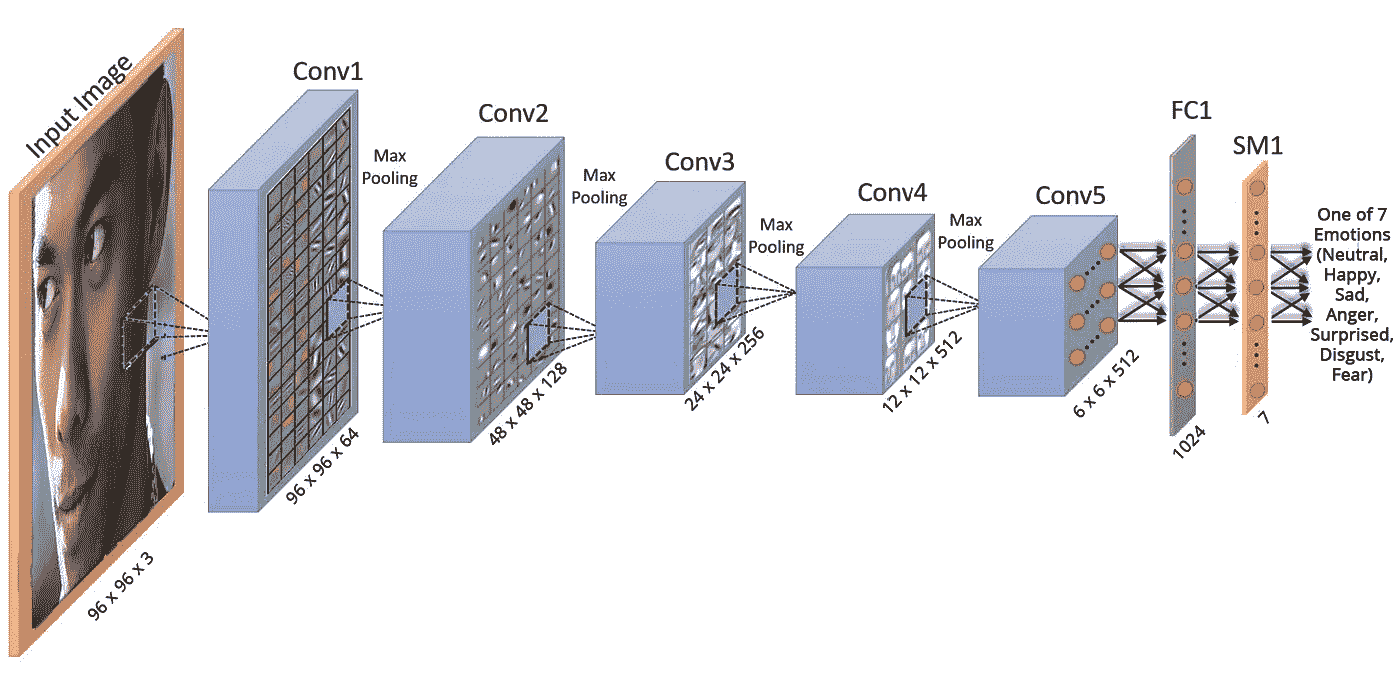 Input Image
96 x 96 x 3
Conv1
96 x 96 x 64
Max
Pooling
Conv2
48 x 48 x 128
Max
Pooling
Conv3
24 x 24 x 256
Max
Pooling
Conv4
12 x 12 x 512
Max
Pooling
Conv5
6 x 6 x 512
FC1
1024
SM1
7
One of 7
Emotions
(Neutral,
Happy,
Sad,
Anger,
Surprised,
Disgust,
Fear)